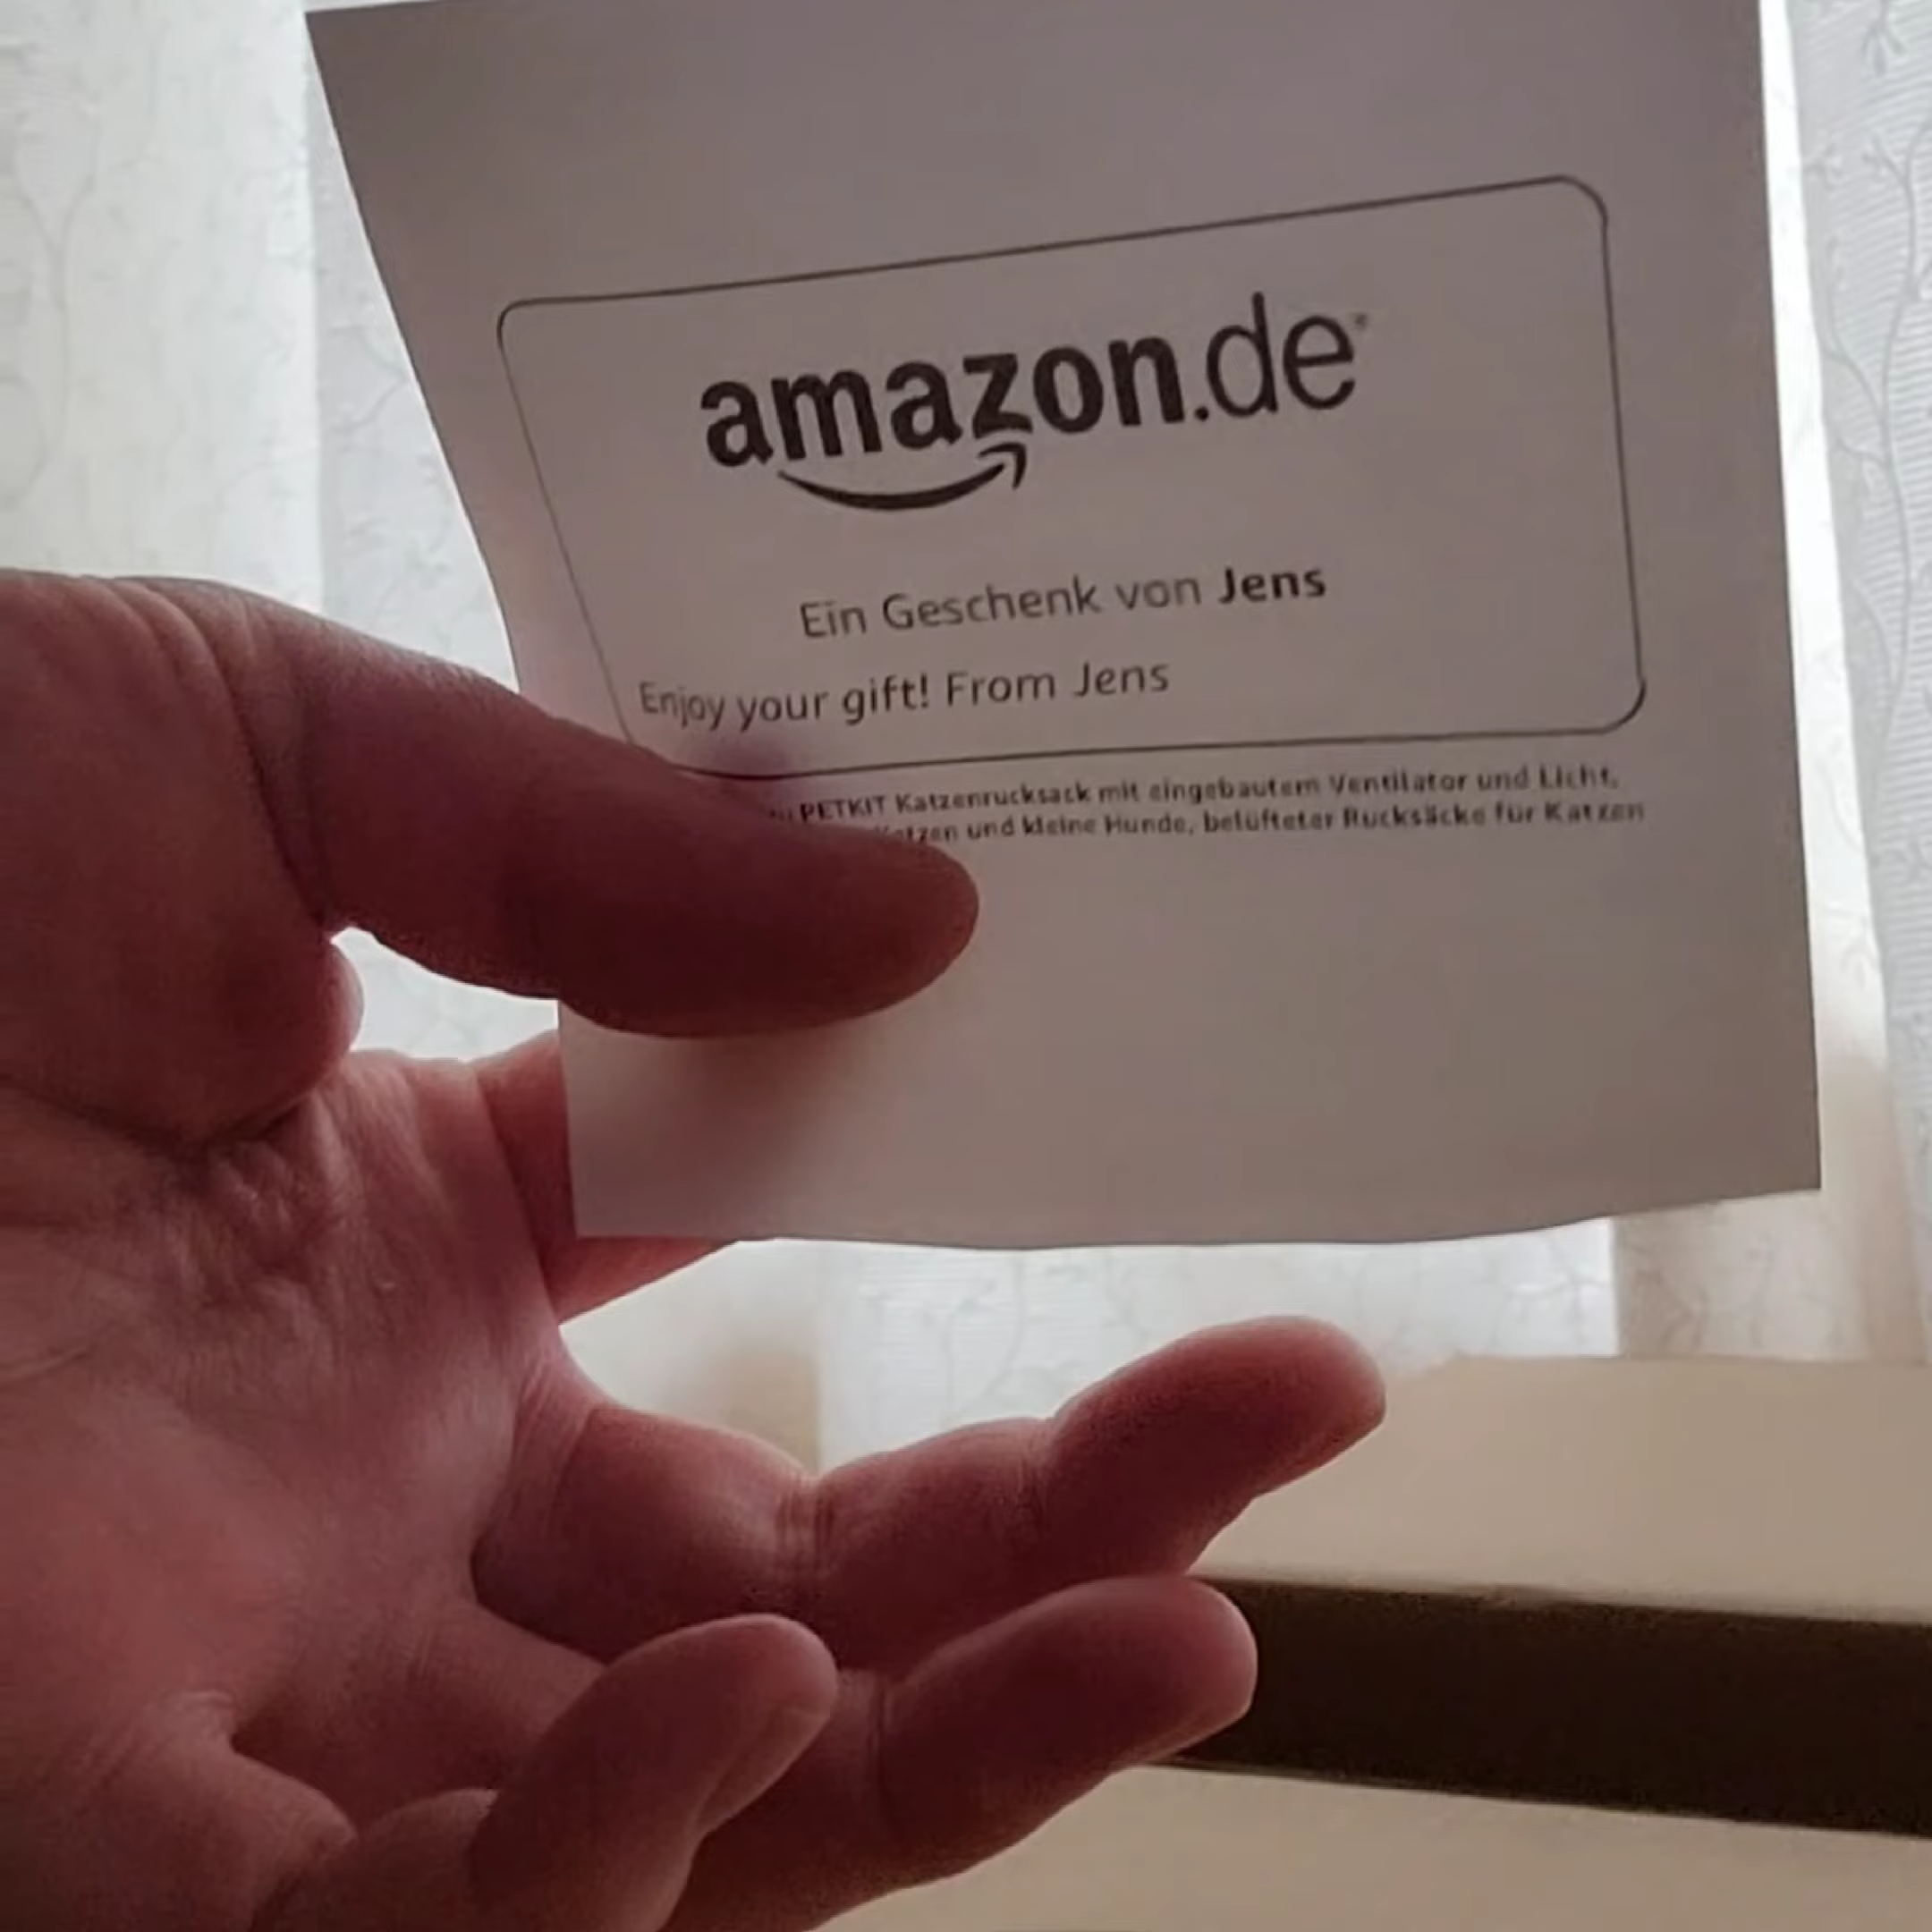 amazon.de
Ein Geschenk von Jens
Enjoy your gift! From Jens
PETKIT Katzenrucksack mit eingebautem Ventilator und Licht,
und kleine Hunde, belüfteter Rucksäcke für Katzen